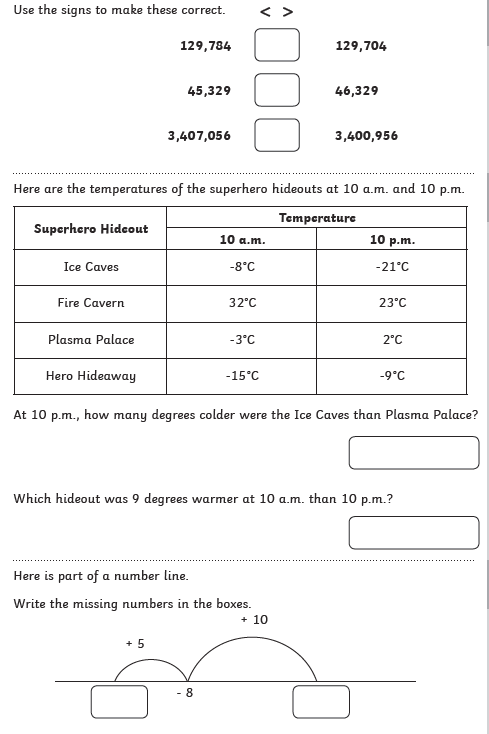 Use the signs to make these correct. < >
129,784 129,704
45,329 46,329
3,407,056 3,400,956
Here are the temperatures of the superhero hideouts at 10 a.m. and 10 p.m.
Superhero Hideout Temperature
10 a.m. 10 p.m.
Ice Caves -8°C -21°C
Fire Cavern 32°C 23°C
Plasma Palace -3°C 2°C
Hero Hideaway -15°C -9°C
At 10 p.m., how many degrees colder were the Ice Caves than Plasma Palace?
Which hideout was 9 degrees warmer at 10 a.m. than 10 p.m.?
Here is part of a number line.
Write the missing numbers in the boxes.
+ 10
+ 5
- 8